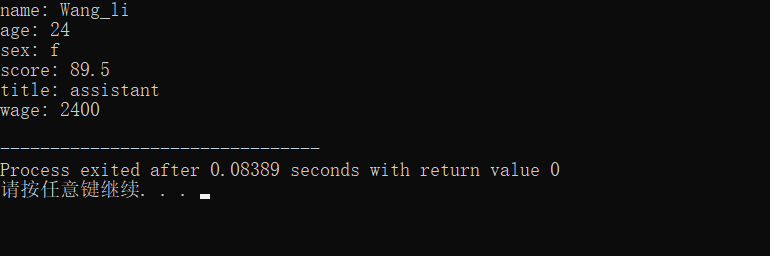 name: Wang_li
age: 24
sex: f
score: 89.5
title: assistant
wage: 2400
--------------------------------
Process exited after 0.08389 seconds with return value 0
请按任意键继续. . .